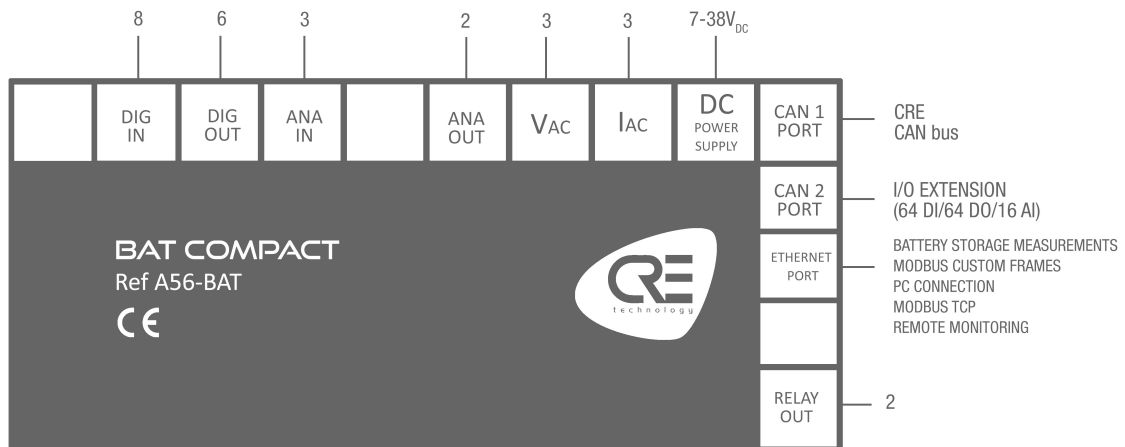 8
6
3
2
3
3
7-38VDC
DIG
IN
DIG
OUT
ANA
IN
ANA
OUT
VAC
IAC
DC
POWER
SUPPLY
CAN 1
PORT
CRE
CAN bus
CAN 2
PORT
I/O EXTENSION
(64 DI/64 DO/16 AI)
ETHERNET
PORT
BATTERY STORAGE MEASUREMENTS
MODBUS CUSTOM FRAMES
PC CONNECTION
MODBUS TCP
REMOTE MONITORING
BAT COMPACT
Ref A56-BAT
CE
CRE
technology
RELAY
OUT
2